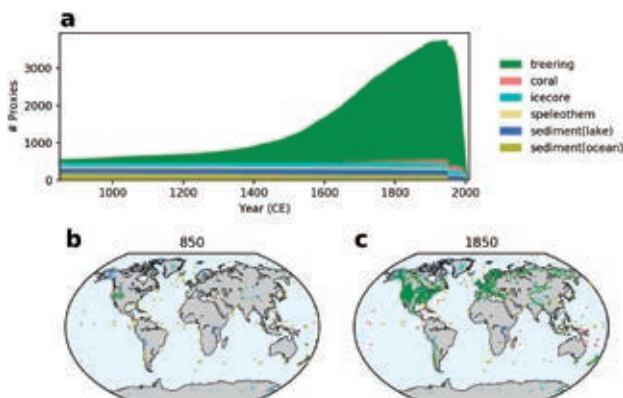 a
# Proxies
3000
2000
1000
0
1000 1200 1400 1600 1800 2000
Year (CE)
treering
coral
icecore
speleothem
sediment(lake)
sediment(ocean)
b
850
c
1850